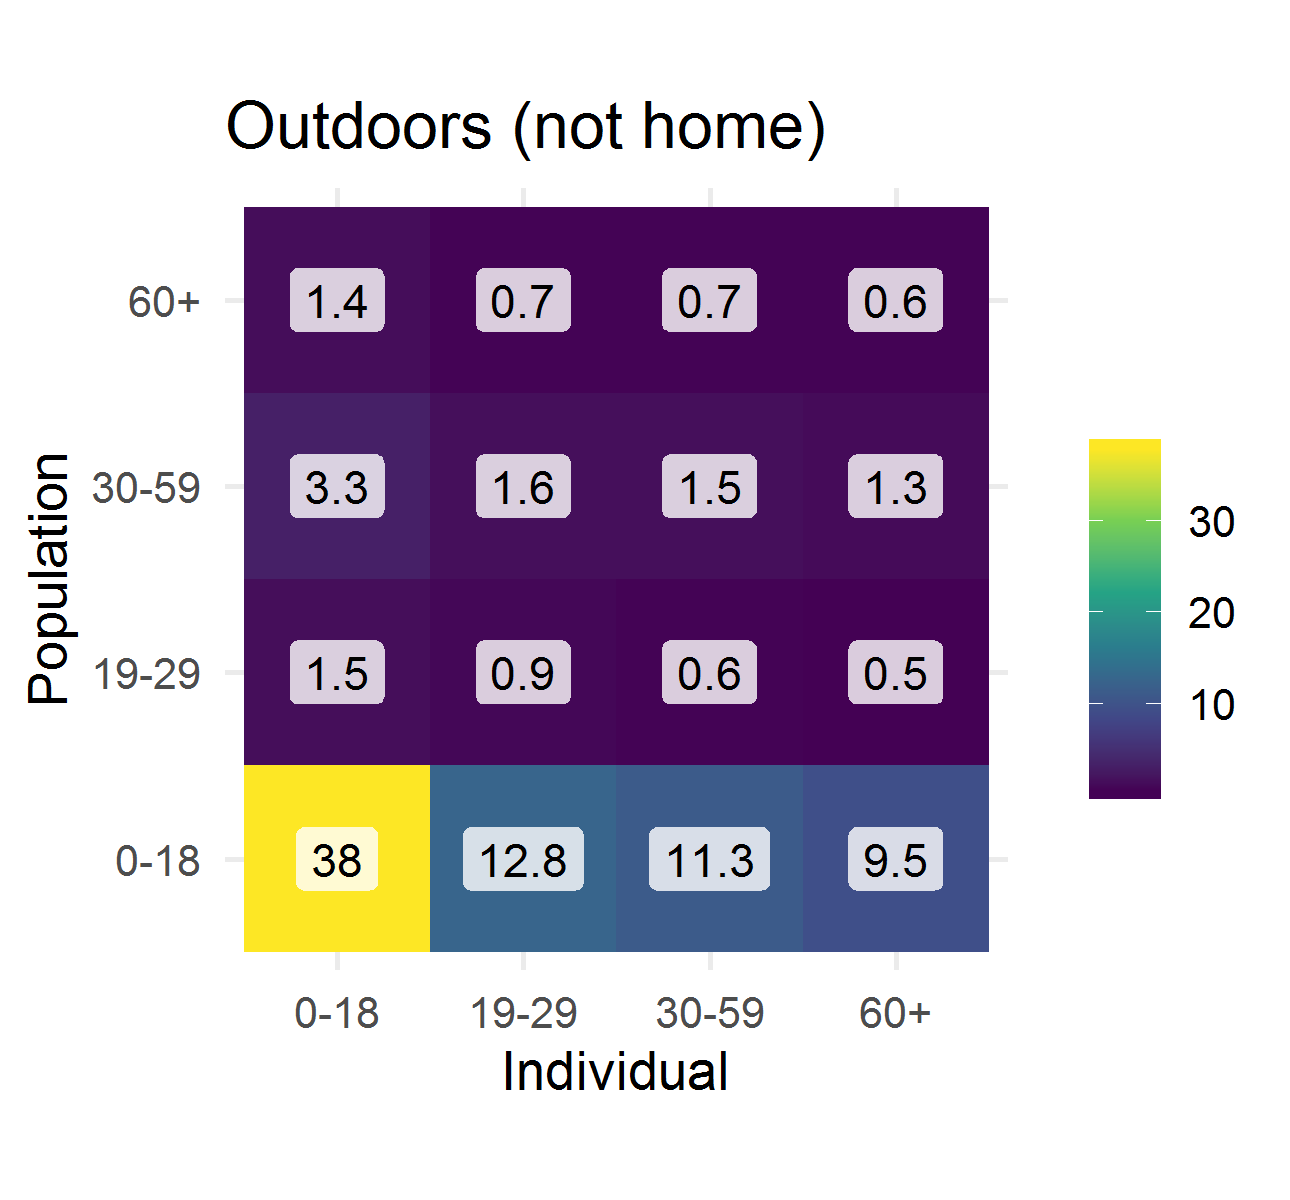 Outdoors (not home)
60+ 1.4 0.7 0.7 0.6
30-59 3.3 1.6 1.5 1.3
19-29 1.5 0.9 0.6 0.5
0-18 38 12.8 11.3 9.5
0-18 19-29 30-59 60+
Individual
Population
30
20
10